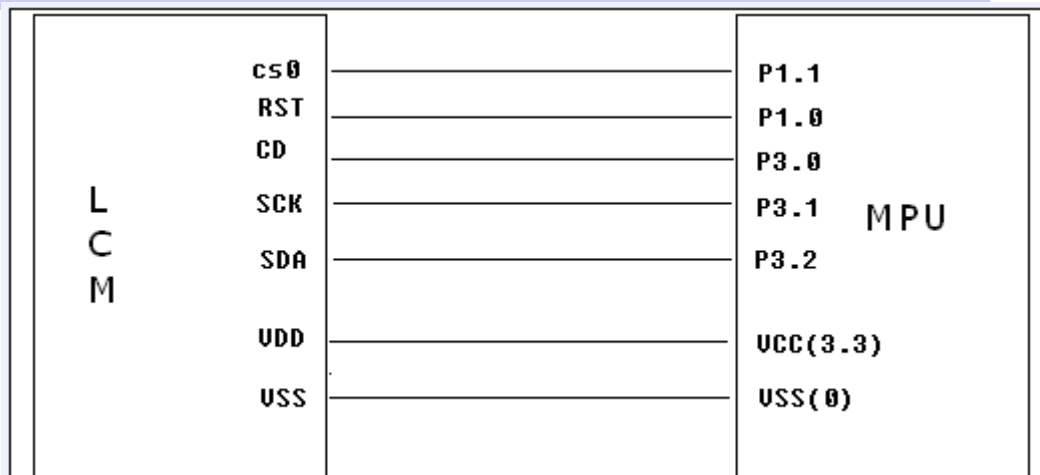 cs0 P1.1
RST P1.0
CD P3.0
SCK P3.1
SDA P3.2
VDD VCC(3.3)
VSS VSS(0)
LCM
MPU